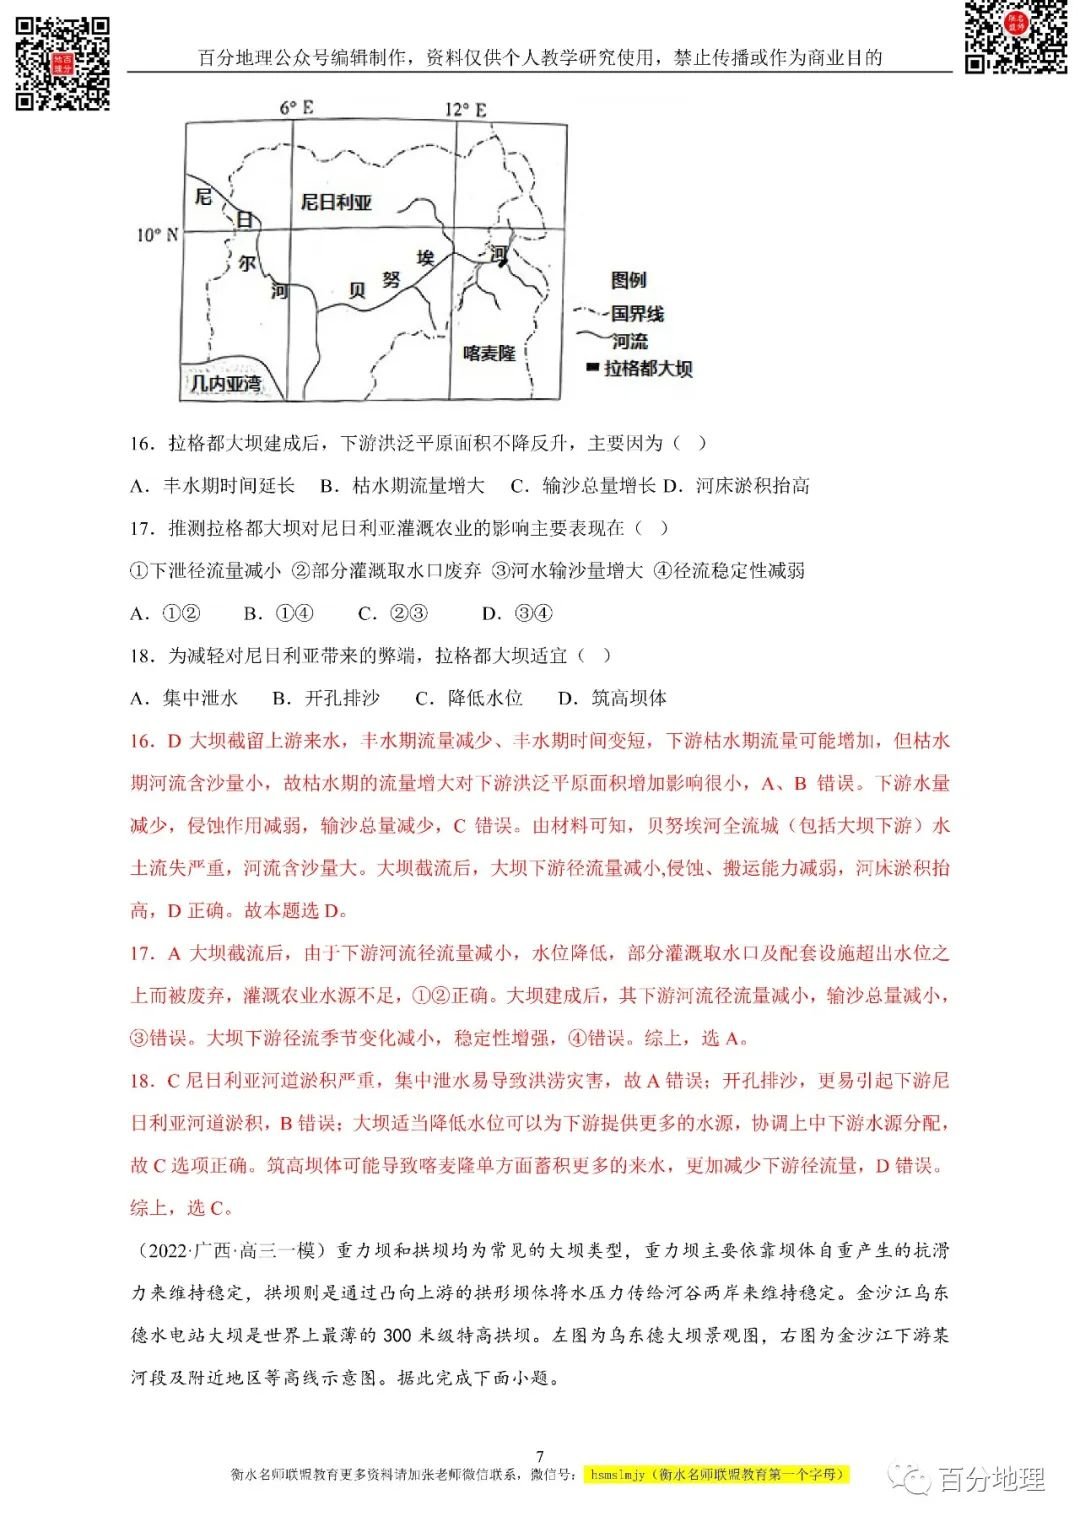 百分地理公众号编辑制作，资料仅供个人教学研究使用，禁止传播或作为商业目的
地百
盟分
联名
盟师
6° E
12° E
尼
日
尼日利亚
10° N
尔
河
贝
努
埃
河
图例
国界线
河流
喀麦隆
拉格都大坝
几内亚湾
16．拉格都大坝建成后，下游洪泛平原面积不降反升，主要因为（ ）
A．丰水期时间延长 B．枯水期流量增大 C．输沙总量增长 D．河床淤积抬高
17．推测拉格都大坝对尼日利亚灌溉农业的影响主要表现在（ ）
①下泄径流量减小 ②部分灌溉取水口废弃 ③河水输沙量增大 ④径流稳定性减弱
A．①② B．①④ C．②③ D．③④
18．为减轻对尼日利亚带来的弊端，拉格都大坝适宜（ ）
A．集中泄水 B．开孔排沙 C．降低水位 D．筑高坝体
16．D 大坝截留上游来水，丰水期流量减少、丰水期时间变短，下游枯水期流量可能增加，但枯水
期河流含沙量小，故枯水期的流量增大对下游洪泛平原面积增加影响很小，A、B 错误。下游水量
减少，侵蚀作用减弱，输沙总量减少，C 错误。由材料可知，贝努埃河全流城（包括大坝下游）水
土流失严重，河流含沙量大。大坝截流后，大坝下游径流量减小,侵蚀、搬运能力减弱，河床淤积抬
高，D 正确。故本题选 D。
17．A 大坝截流后，由于下游河流径流量减小，水位降低，部分灌溉取水口及配套设施超出水位之
上而被废弃，灌溉农业水源不足，①②正确。大坝建成后，其下游河流径流量减小，输沙总量减小，
③错误。大坝下游径流季节变化减小，稳定性增强，④错误。综上，选 A。
18．C 尼日利亚河道淤积严重，集中泄水易导致洪涝灾害，故 A 错误；开孔排沙，更易引起下游尼
日利亚河道淤积，B 错误；大坝适当降低水位可以为下游提供更多的水源，协调上中下游水源分配，
故 C 选项正确。筑高坝体可能导致喀麦隆单方面蓄积更多的来水，更加减少下游径流量，D 错误。
综上，选 C。
（2022·广西·高三一模）重力坝和拱坝均为常见的大坝类型，重力坝主要依靠坝体自重产生的抗滑
力来维持稳定，拱坝则是通过凸向上游的拱形坝体将水压力传给河谷两岸来维持稳定。金沙江乌东
德水电站大坝是世界上最薄的 300 米级特高拱坝。左图为乌东德大坝景观图，右图为金沙江下游某
河段及附近地区等高线示意图。据此完成下面小题。
7
衡水名师联盟教育更多资料请加张老师微信联系，微信号： hsmslmjy（衡水名师联盟教育第一个字母）
百分地理